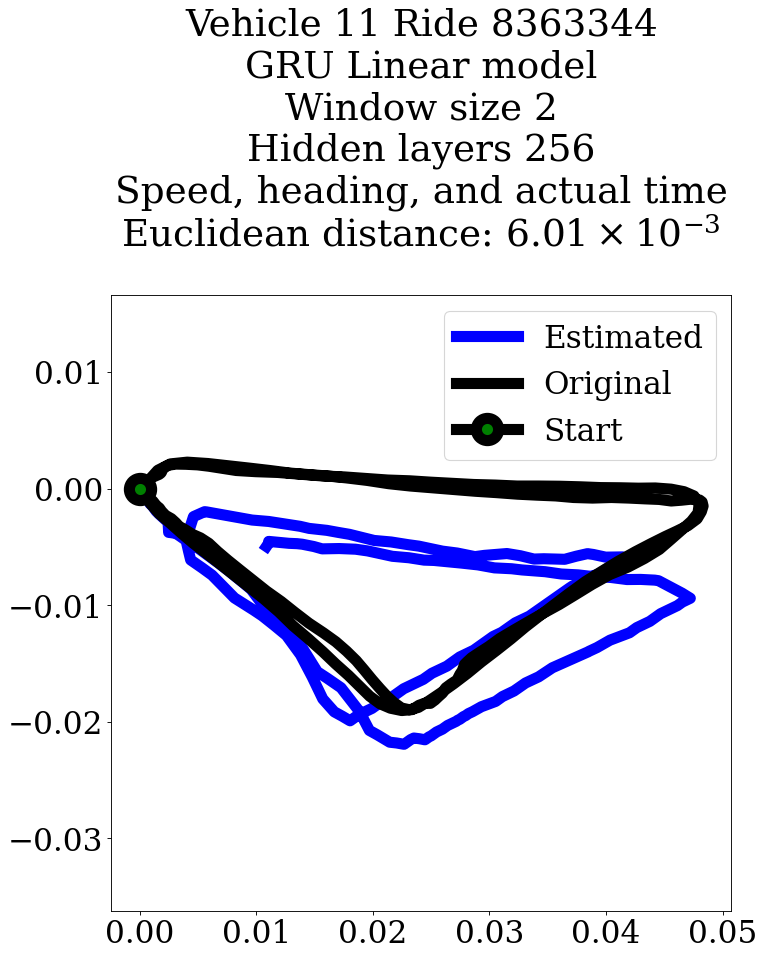 Vehicle 11 Ride 8363344
GRU Linear model
Window size 2
Hidden layers 256
Speed, heading, and actual time
Euclidean distance: 6.01 × 10⁻³
Estimated
Original
Start
0.01
0.00
−0.01
−0.02
−0.03
0.00 0.01 0.02 0.03 0.04 0.05